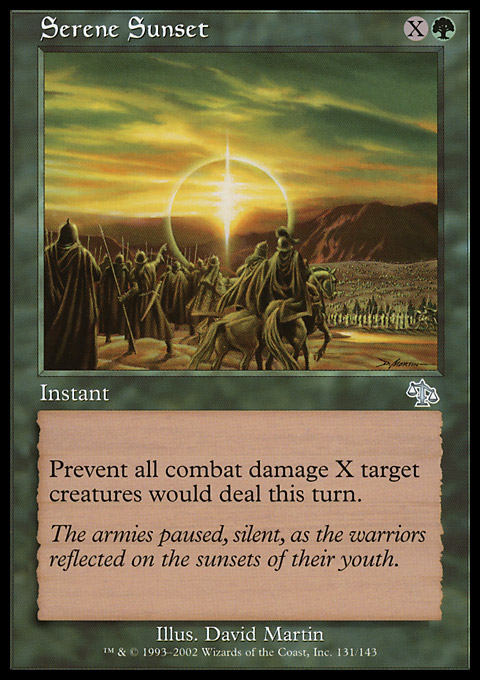 Serene Sunset
X
D. MARTIN
Instant
Prevent all combat damage X target
creatures would deal this turn.
The armies paused, silent, as the warriors
reflected on the sunsets of their youth.
Illus. David Martin
™ & © 1993–2002 Wizards of the Coast, Inc. 131/143